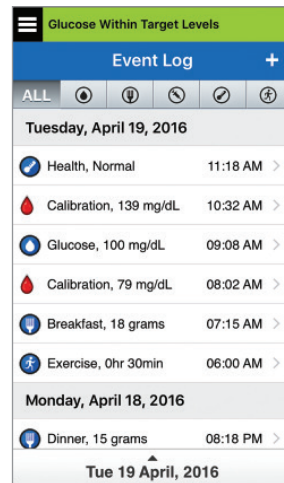 Glucose Within Target Levels
Event Log +
ALL
Tuesday, April 19, 2016
Health, Normal 11:18 AM
Calibration, 139 mg/dL 10:32 AM
Glucose, 100 mg/dL 09:08 AM
Calibration, 79 mg/dL 08:02 AM
Breakfast, 18 grams 07:15 AM
Exercise, 0hr 30min 06:00 AM
Monday, April 18, 2016
Dinner, 15 grams 08:18 PM
Tue 19 April, 2016